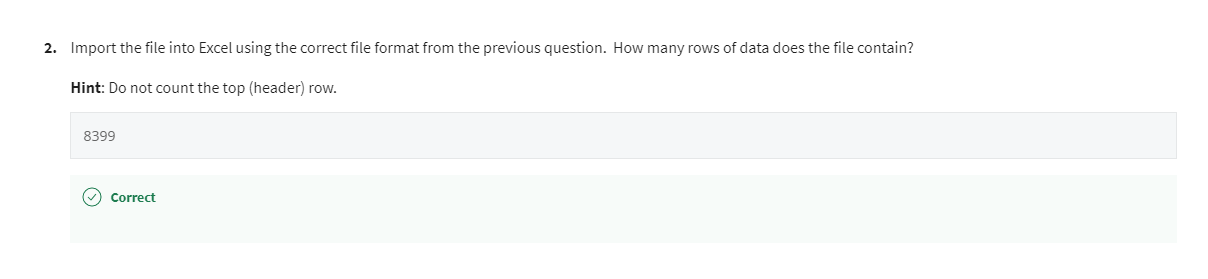 2. Import the file into Excel using the correct file format from the previous question. How many rows of data does the file contain?
Hint: Do not count the top (header) row.
8399
Correct